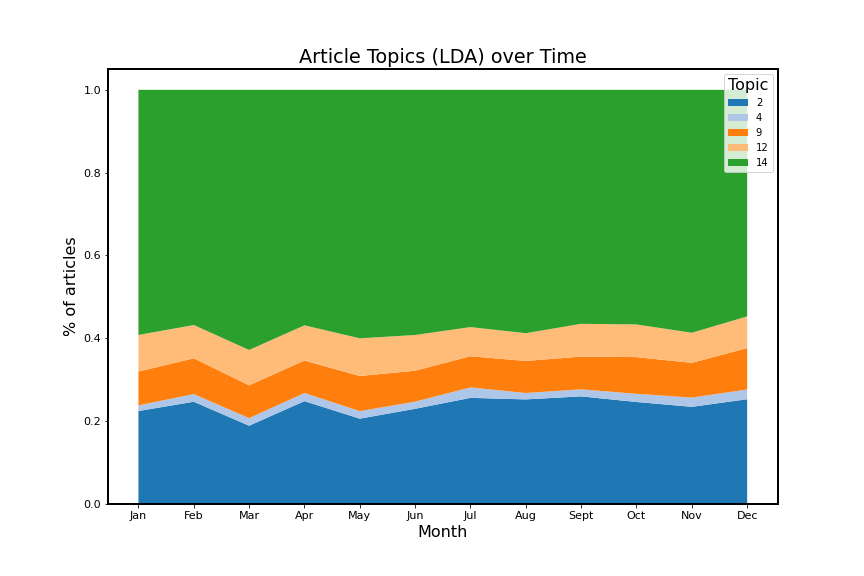 Article Topics (LDA) over Time
Topic
2
4
9
12
14
% of articles
1.0
0.8
0.6
0.4
0.2
0.0
Jan Feb Mar Apr May Jun Jul Aug Sept Oct Nov Dec
Month